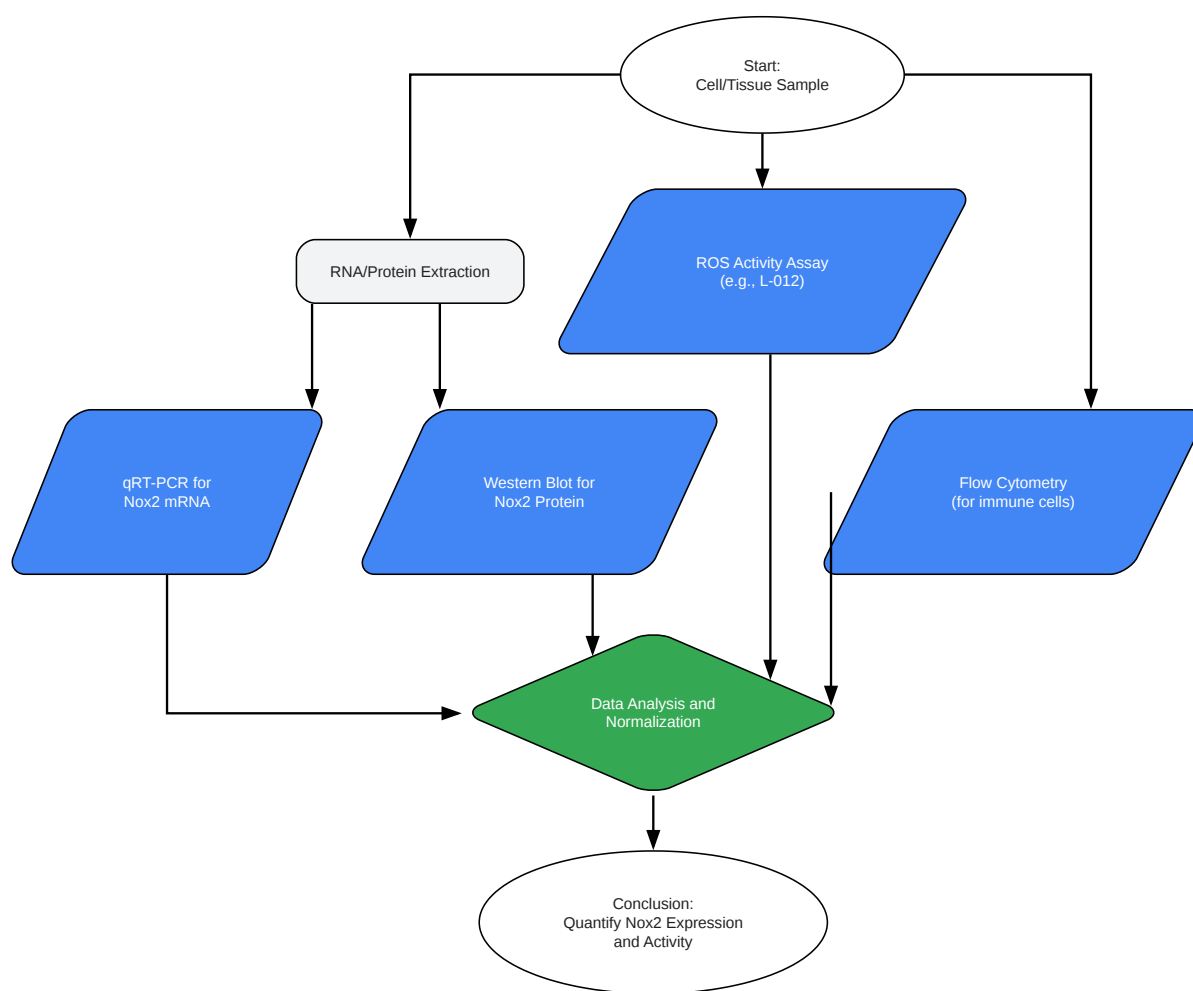 Start:
Cell/Tissue Sample
RNA/Protein Extraction
ROS Activity Assay
(e.g., L-012)
qRT-PCR for
Nox2 mRNA
Western Blot for
Nox2 Protein
Flow Cytometry
(for immune cells)
Data Analysis and
Normalization
Conclusion:
Quantify Nox2 Expression
and Activity